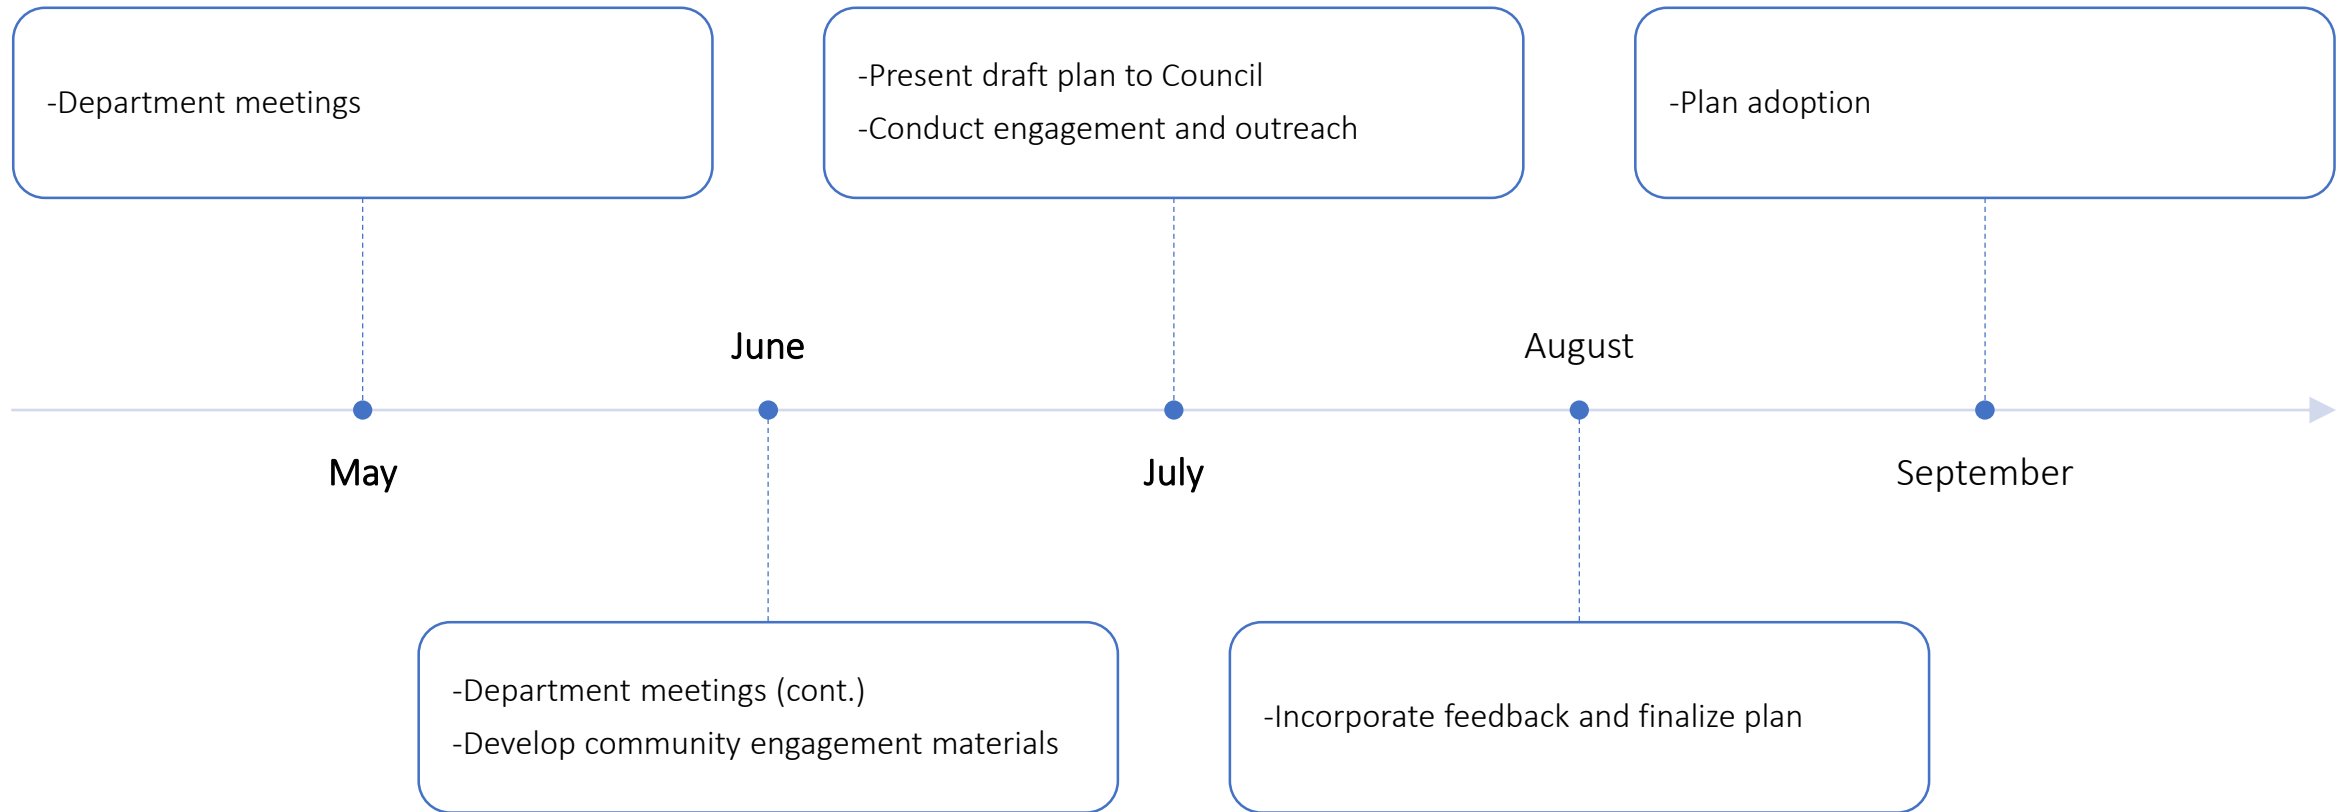 -Department meetings
-Present draft plan to Council
-Conduct engagement and outreach
-Plan adoption
June
August
May
July
September
-Department meetings (cont.)
-Develop community engagement materials
-Incorporate feedback and finalize plan